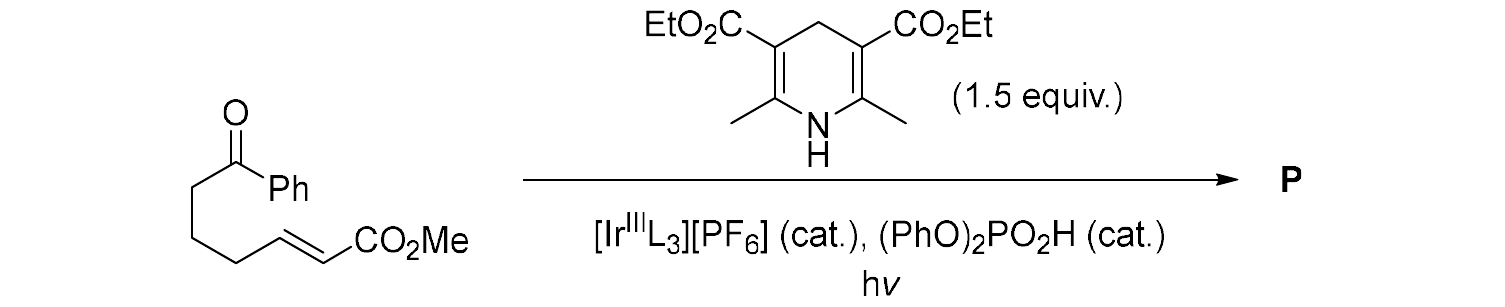 EtO₂C CO₂Et
(1.5 equiv.)
N
H
O
Ph
CO₂Me
P
[IrᴵᴵᴵL₃][PF₆] (cat.), (PhO)₂PO₂H (cat.)
hν